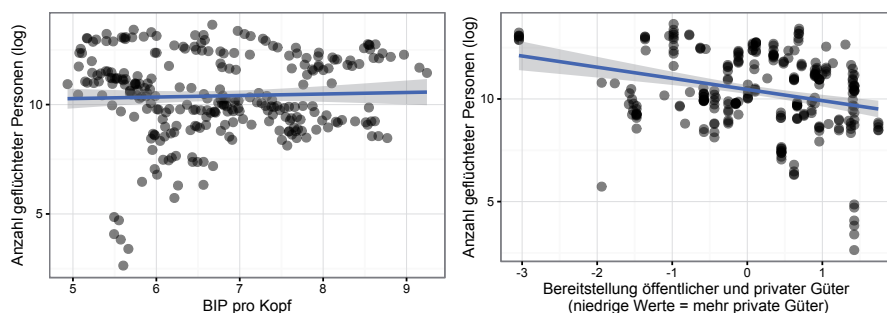 Anzahl geflüchteter Personen (log)
10
5
5
6
7
8
9
BIP pro Kopf
Anzahl geflüchteter Personen (log)
10
5
-3
-2
-1
0
1
Bereitstellung öffentlicher und privater Güter
(niedrige Werte = mehr private Güter)